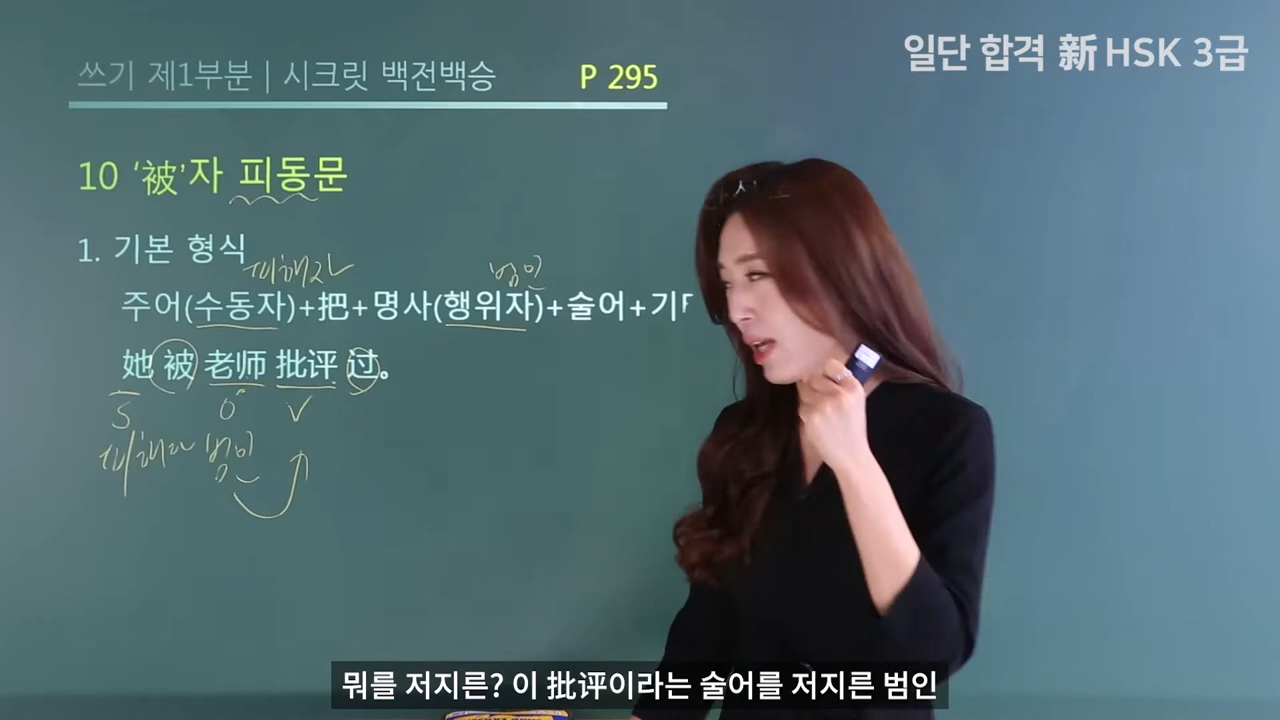 일단 합격 新 HSK 3급
쓰기 제1부분 | 시크릿 백전백승 P 295
10 ‘被’자 피동문
1. 기본 형식
피해자 범인
주어(수동자)+把+명사(행위자)+술어+기
她 被 老师 批评 过。
S O V
피해자 범인
뭐를 저지른? 이 批评이라는 술어를 저지른 범인